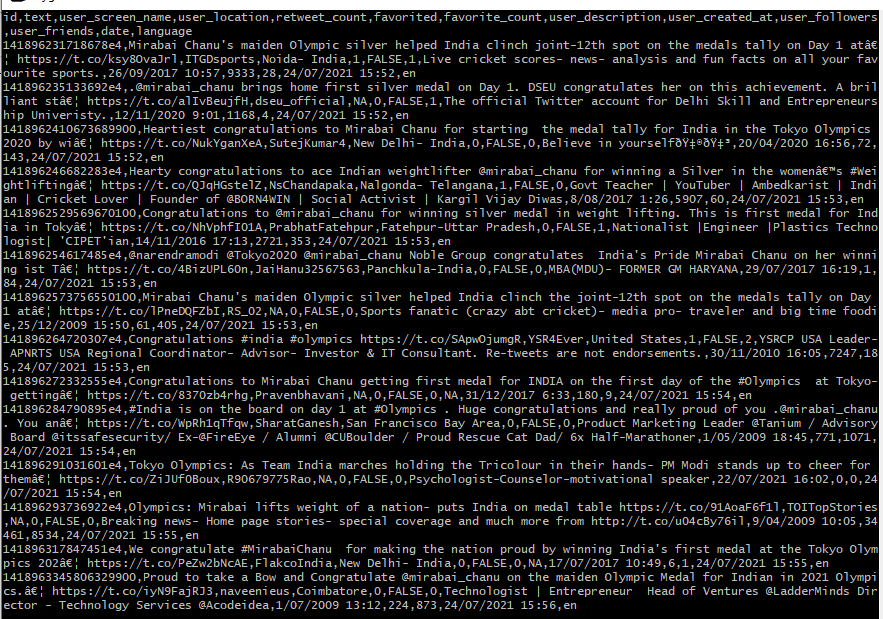 id,text,user_screen_name,user_location,retweet_count,favorited,favorite_count,user_description,user_created_at,user_followers
,user_friends,date,language
141896231718678e4,Mirabai Chanu's maiden Olympic silver helped India clinch joint-12th spot on the medals tally on Day 1 atâ€
¦ https://t.co/ksy8OvaJrl,ITGDsports,Noida- India,1,FALSE,1,Live cricket scores- news- analysis and fun facts on all your fav
ourite sports.,26/09/2017 10:57,9333,28,24/07/2021 15:52,en
141896235133692e4,.@mirabai_chanu brings home first silver medal on Day 1. DSEU congratulates her on this achievement. A bril
liant stâ€¦ https://t.co/alIvBeujfH,dseu_official,NA,0,FALSE,1,The official Twitter account for Delhi Skill and Entrepreneurs
hip Univeristy.,12/11/2020 9:01,1168,4,24/07/2021 15:52,en
1418962410673689900,Heartiest congratulations to Mirabai Chanu for starting  the medal tally for India in the Tokyo Olympics
2020 by wiâ€¦ https://t.co/NukYganXeA,SutejKumar4,New Delhi- India,0,FALSE,0,Believe in yourselfðŸ‡®ðŸ‡³,20/04/2020 16:56,72,
143,24/07/2021 15:52,en
141896246682283e4,Hearty congratulations to ace Indian weightlifter @mirabai_chanu for winning a Silver in the womenâ€™s #Wei
ghtliftingâ€¦ https://t.co/QJqHGstelZ,NsChandapaka,Nalgonda- Telangana,1,FALSE,0,Govt Teacher | YouTuber | Ambedkarist | Indi
an | Cricket Lover | Founder of @BORN4WIN | Social Activist | Kargil Vijay Diwas,8/08/2017 1:26,5907,60,24/07/2021 15:53,en
1418962529569670100,Congratulations to @mirabai_chanu for winning silver medal in weight lifting. This is first medal for Ind
ia in Tokyâ€¦ https://t.co/NhVphfIO1A,PrabhatFatehpur,Fatehpur-Uttar Pradesh,0,FALSE,1,Nationalist |Engineer |Plastics Techno
logist| 'CIPET'ian,14/11/2016 17:13,2721,353,24/07/2021 15:53,en
141896254617485e4,@narendramodi @Tokyo2020 @mirabai_chanu Noble Group congratulates  India's Pride Mirabai Chanu on her winni
ng ist Tâ€¦ https://t.co/4BizUPL6On,JaiHanu32567563,Panchkula-India,0,FALSE,0,MBA(MDU)- FORMER GM HARYANA,29/07/2017 16:19,1,
84,24/07/2021 15:53,en
1418962573756550100,Mirabai Chanu's maiden Olympic silver helped India clinch the joint-12th spot on the medals tally on Day
1 atâ€¦ https://t.co/lPneDQFZbI,RS_02,NA,0,FALSE,0,Sports fanatic (crazy abt cricket)- media pro- traveler and big time foodi
e,25/12/2009 15:50,61,405,24/07/2021 15:53,en
141896264720307e4,Congratulations #india #olympics https://t.co/SApwOjumgR,YSR4Ever,United States,1,FALSE,2,YSRCP USA Leader-
APNRTS USA Regional Coordinator- Advisor- Investor & IT Consultant. Re-tweets are not endorsements.,30/11/2010 16:05,7247,18
5,24/07/2021 15:53,en
141896272332555e4,Congratulations to Mirabai Chanu getting first medal for INDIA on the first day of the #Olympics  at Tokyo-
gettingâ€¦ https://t.co/837Ozb4rhg,Pravenbhavani,NA,0,FALSE,0,NA,31/12/2017 6:33,180,9,24/07/2021 15:54,en
141896284790895e4,#India is on the board on day 1 at #Olympics . Huge congratulations and really proud of you .@mirabai_chanu
. You anâ€¦ https://t.co/WpRh1qTfqw,SharatGanesh,San Francisco Bay Area,0,FALSE,0,Product Marketing Leader @Tanium / Advisory
Board @itssafesecurity/ Ex-@FireEye / Alumni @CUBoulder / Proud Rescue Cat Dad/ 6x Half-Marathoner,1/05/2009 18:45,771,1071,
24/07/2021 15:54,en
141896291031601e4,Tokyo Olympics: As Team India marches holding the Tricolour in their hands- PM Modi stands up to cheer for
themâ€¦ https://t.co/ZiJUfOBoux,R90679775Rao,NA,0,FALSE,0,Psychologist-Counselor-motivational speaker,22/07/2021 16:02,0,0,24
/07/2021 15:54,en
141896293736922e4,Olympics: Mirabai lifts weight of a nation- puts India on medal table https://t.co/91AoaF6f1l,TOITopStories
,NA,0,FALSE,0,Breaking news- Home page stories- special coverage and much more from http://t.co/uO4cBy76il,9/04/2009 10:05,34
461,8534,24/07/2021 15:55,en
141896317847451e4,We congratulate #MirabaiChanu  for making the nation proud by winning India's first medal at the Tokyo Olym
pics 202â€¦ https://t.co/PeZw2bNcAE,FlakcoIndia,New Delhi- India,0,FALSE,0,NA,17/07/2017 10:49,6,1,24/07/2021 15:55,en
1418963345806329900,Proud to take a Bow and Congratulate @mirabai_chanu on the maiden Olympic Medal for Indian in 2021 Olympi
cs.â€¦ https://t.co/iyN9FajRJ3,naveenieus,Coimbatore,0,FALSE,0,Technologist | Entrepreneur  Head of Ventures @LadderMinds Dir
ector - Technology Services @Acodeidea,1/07/2009 13:12,224,873,24/07/2021 15:56,en